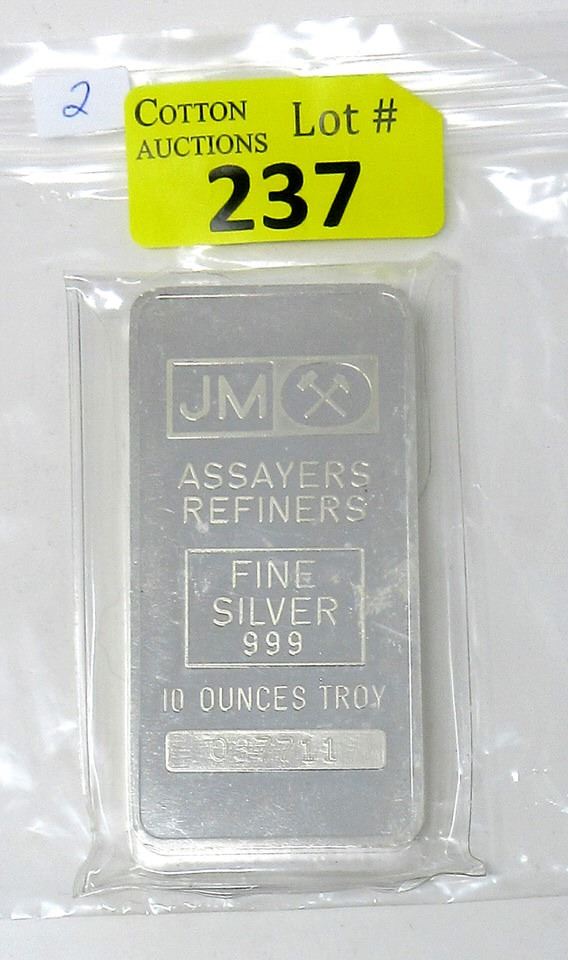 2
COTTON
AUCTIONS
Lot #
237
JM
ASSAYERS
REFINERS
FINE
SILVER
999
10 OUNCES TROY